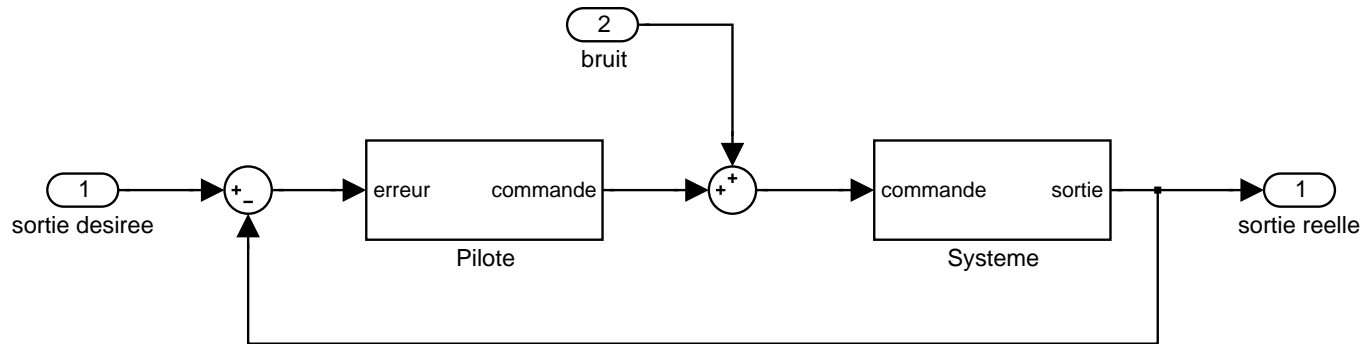 2
bruit
1
sortie desiree
+
−
erreur
commande
Pilote
+
+
commande
sortie
Systeme
1
sortie reelle